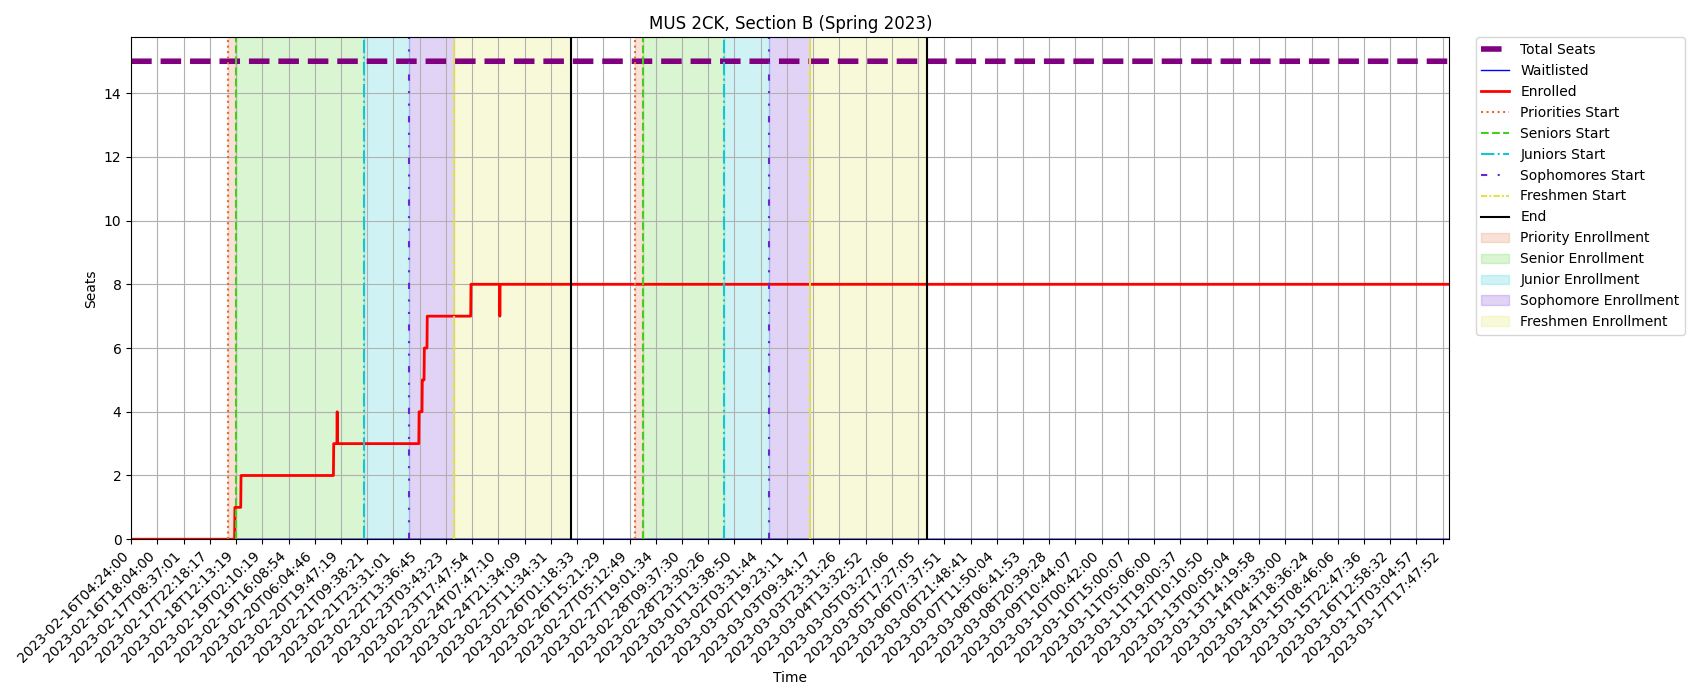 MUS 2CK, Section B (Spring 2023)
Seats
14
12
10
8
6
4
2
0
2023-02-16T04:24:00
2023-02-16T18:04:00
2023-02-17T08:37:01
2023-02-17T22:18:17
2023-02-18T12:13:19
2023-02-19T02:10:19
2023-02-19T16:08:54
2023-02-20T06:04:46
2023-02-20T19:47:19
2023-02-21T09:38:21
2023-02-21T23:31:01
2023-02-22T13:36:45
2023-02-23T03:43:23
2023-02-23T17:47:54
2023-02-24T07:47:10
2023-02-24T21:34:09
2023-02-25T11:34:31
2023-02-26T01:18:33
2023-02-26T15:21:29
2023-02-27T05:12:49
2023-02-27T19:01:34
2023-02-28T09:37:30
2023-02-28T23:30:26
2023-03-01T13:38:50
2023-03-02T03:31:44
2023-03-02T19:23:11
2023-03-03T09:34:17
2023-03-03T23:31:26
2023-03-04T13:32:52
2023-03-05T03:27:06
2023-03-05T17:27:05
2023-03-06T07:37:51
2023-03-06T21:48:41
2023-03-07T11:50:04
2023-03-08T06:41:53
2023-03-08T20:39:28
2023-03-09T10:44:07
2023-03-10T00:42:00
2023-03-10T15:00:07
2023-03-11T05:06:00
2023-03-11T19:00:37
2023-03-12T10:10:50
2023-03-13T00:05:04
2023-03-13T14:19:58
2023-03-14T04:33:00
2023-03-14T18:36:24
2023-03-15T08:46:06
2023-03-15T22:47:36
2023-03-16T12:58:32
2023-03-17T03:04:57
2023-03-17T17:47:52
Time
Total Seats
Waitlisted
Enrolled
Priorities Start
Seniors Start
Juniors Start
Sophomores Start
Freshmen Start
End
Priority Enrollment
Senior Enrollment
Junior Enrollment
Sophomore Enrollment
Freshmen Enrollment